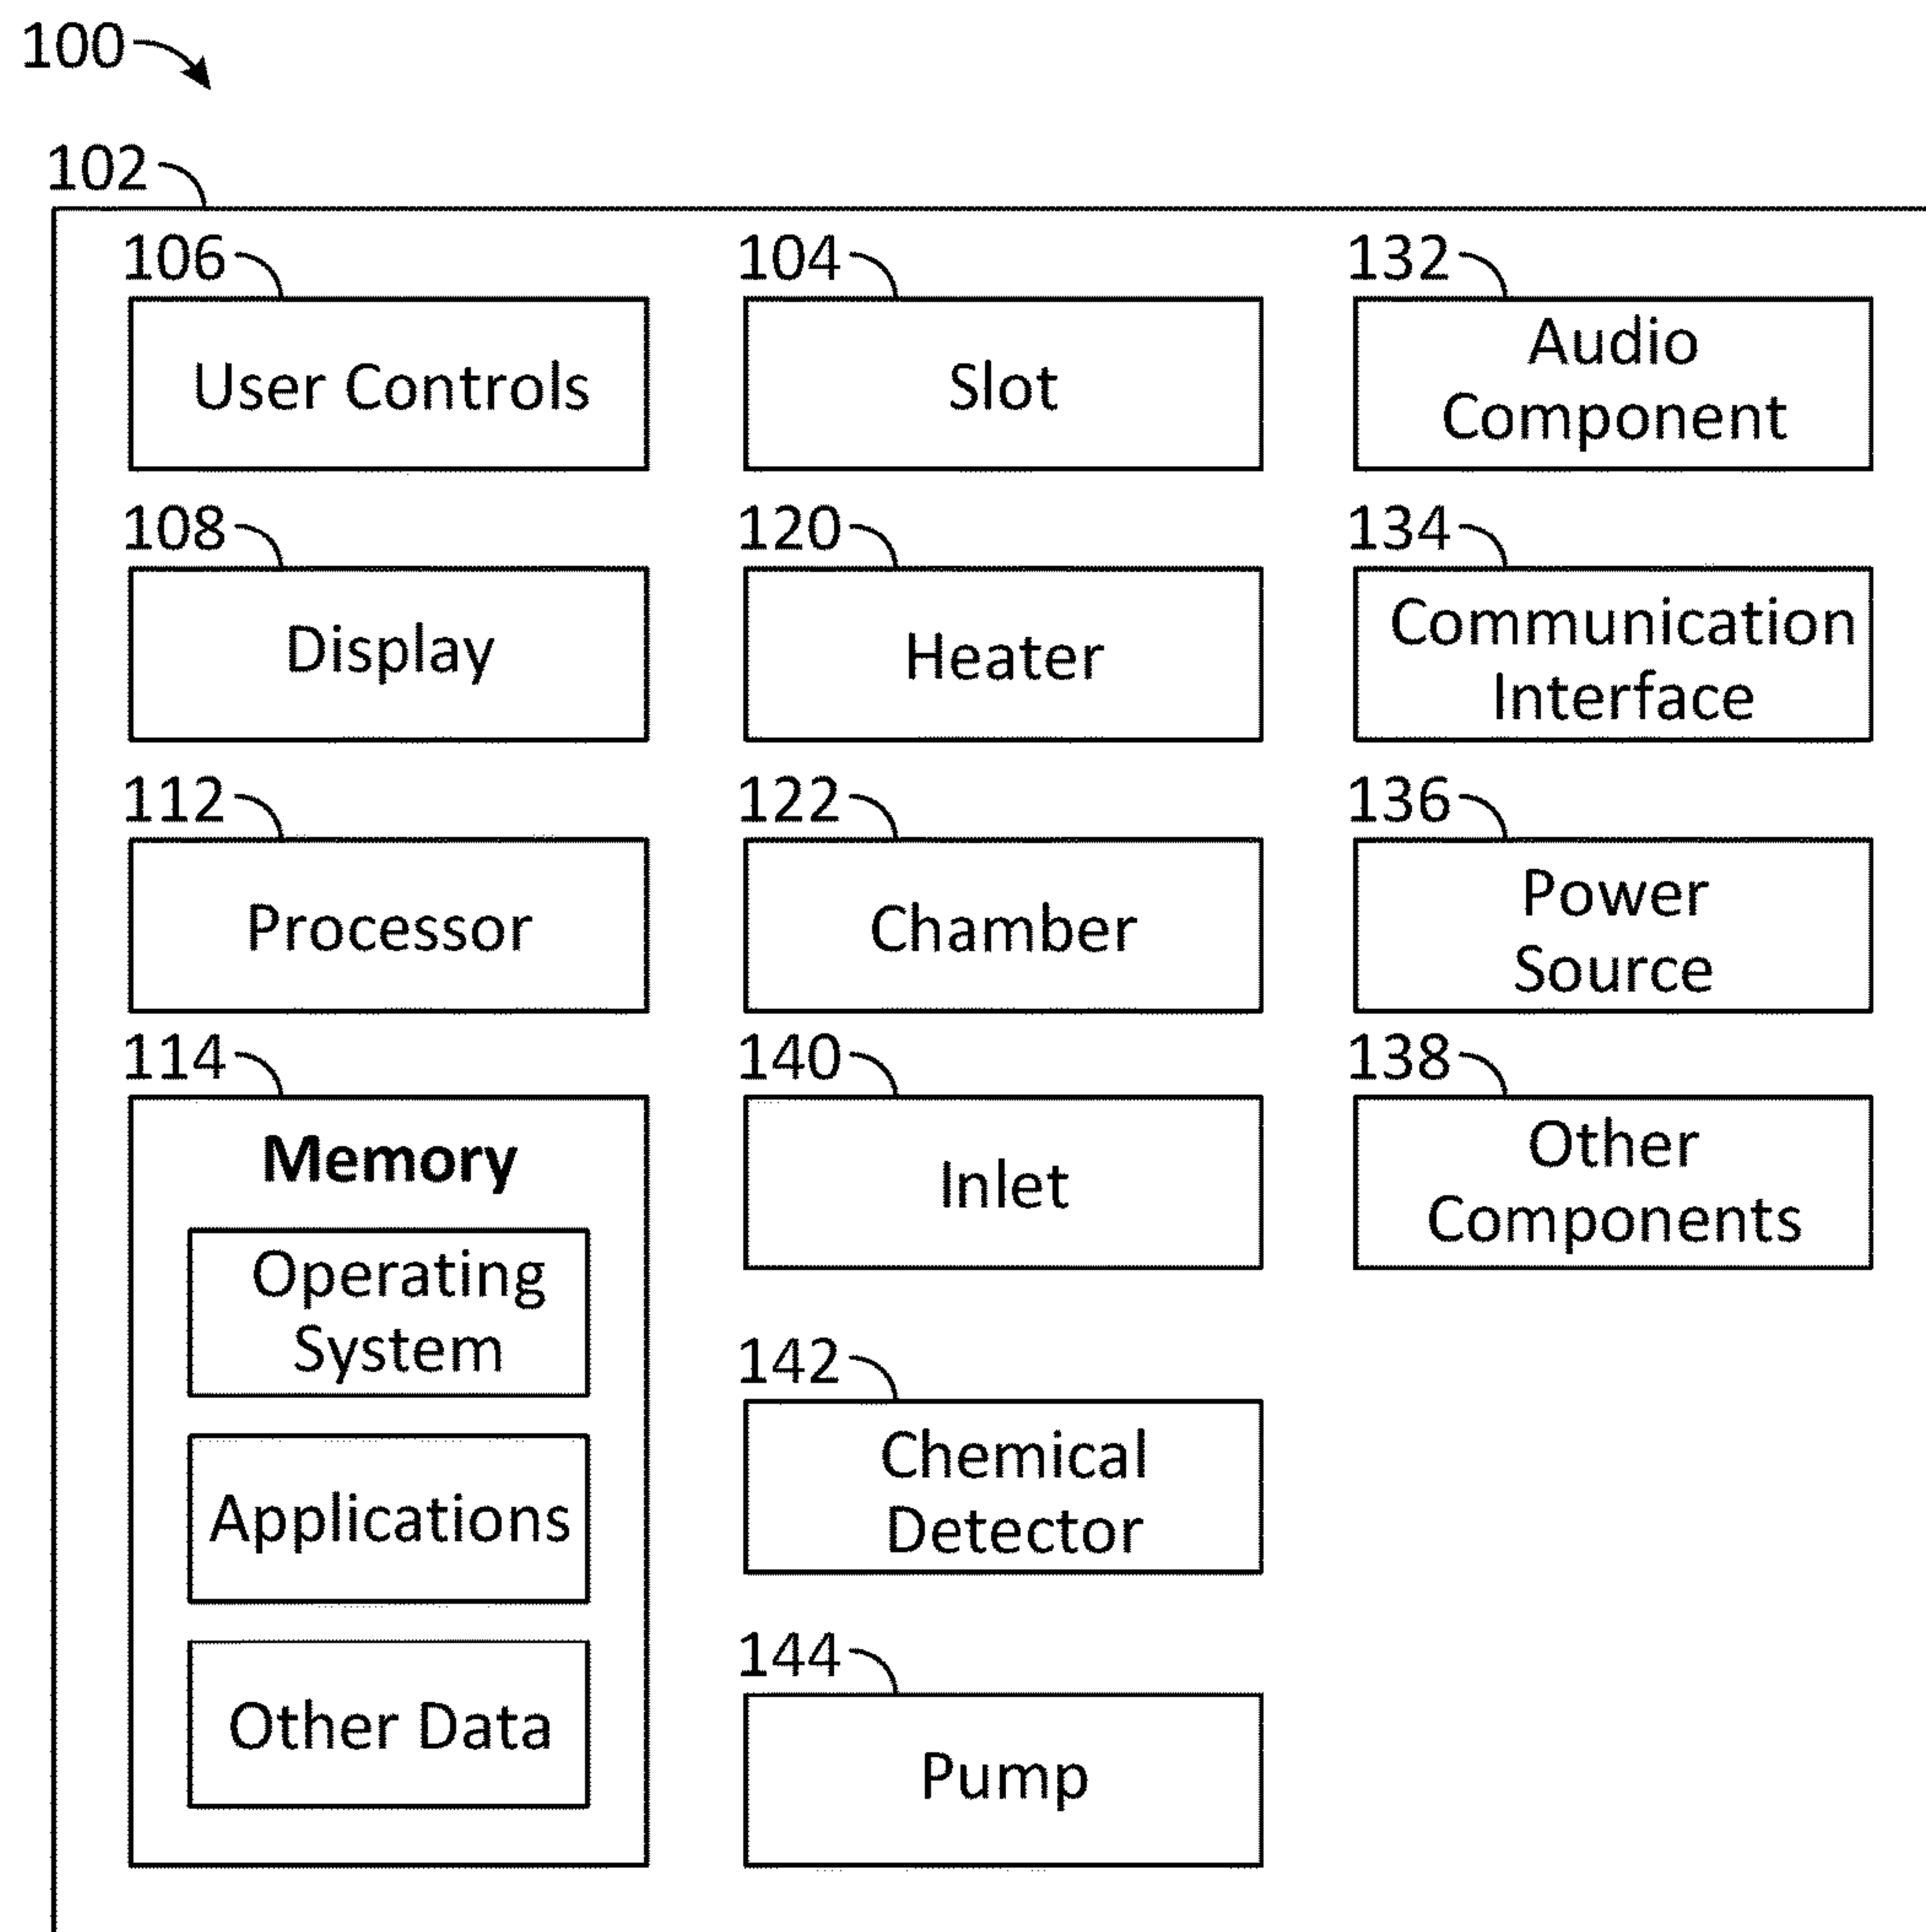 100
102
106
User Controls
104
Slot
132
Audio
Component
108
Display
120
Heater
134
Communication
Interface
112
Processor
122
Chamber
136
Power
Source
114
Memory
Operating
System
Applications
Other Data
140
Inlet
138
Other
Components
142
Chemical
Detector
144
Pump